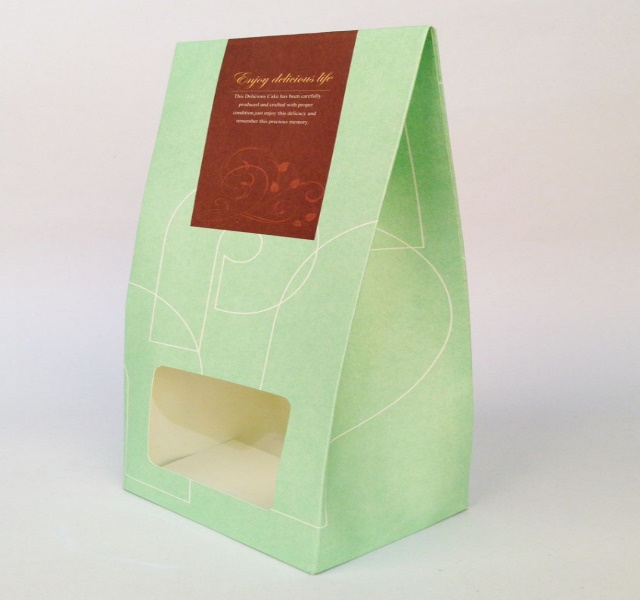 Enjoy delicious life
This Delicious Cake has been carefully
produced and crafted with proper
condition,just enjoy this delicacy and
remember this precious memory